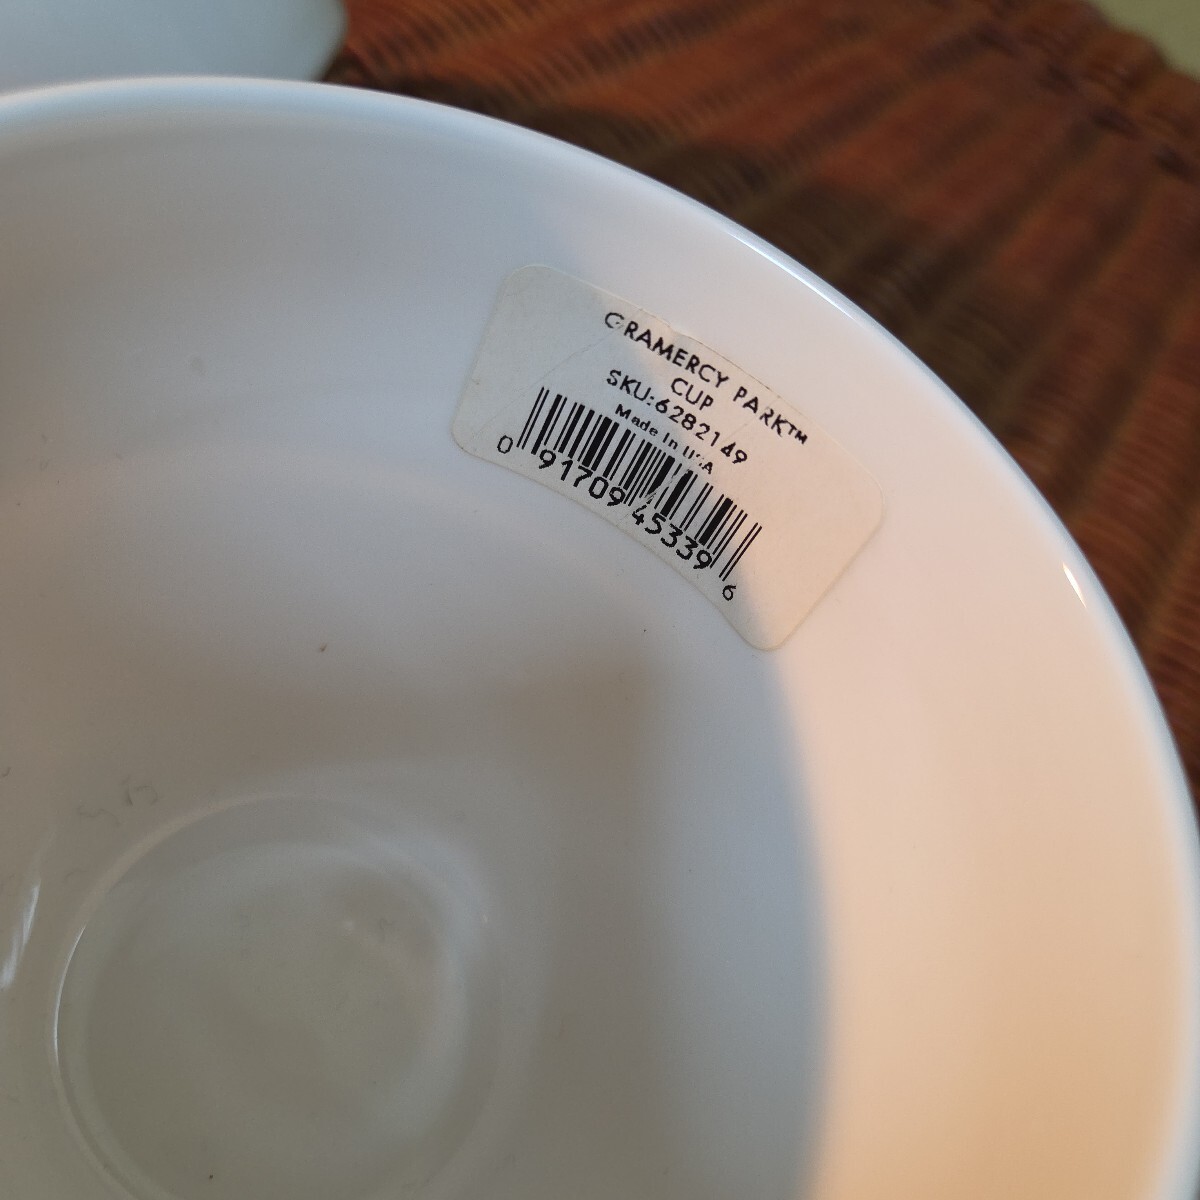 GRAMERCY PARK™
CUP
SKU:6282149
Made In USA
0 91709 45339 6